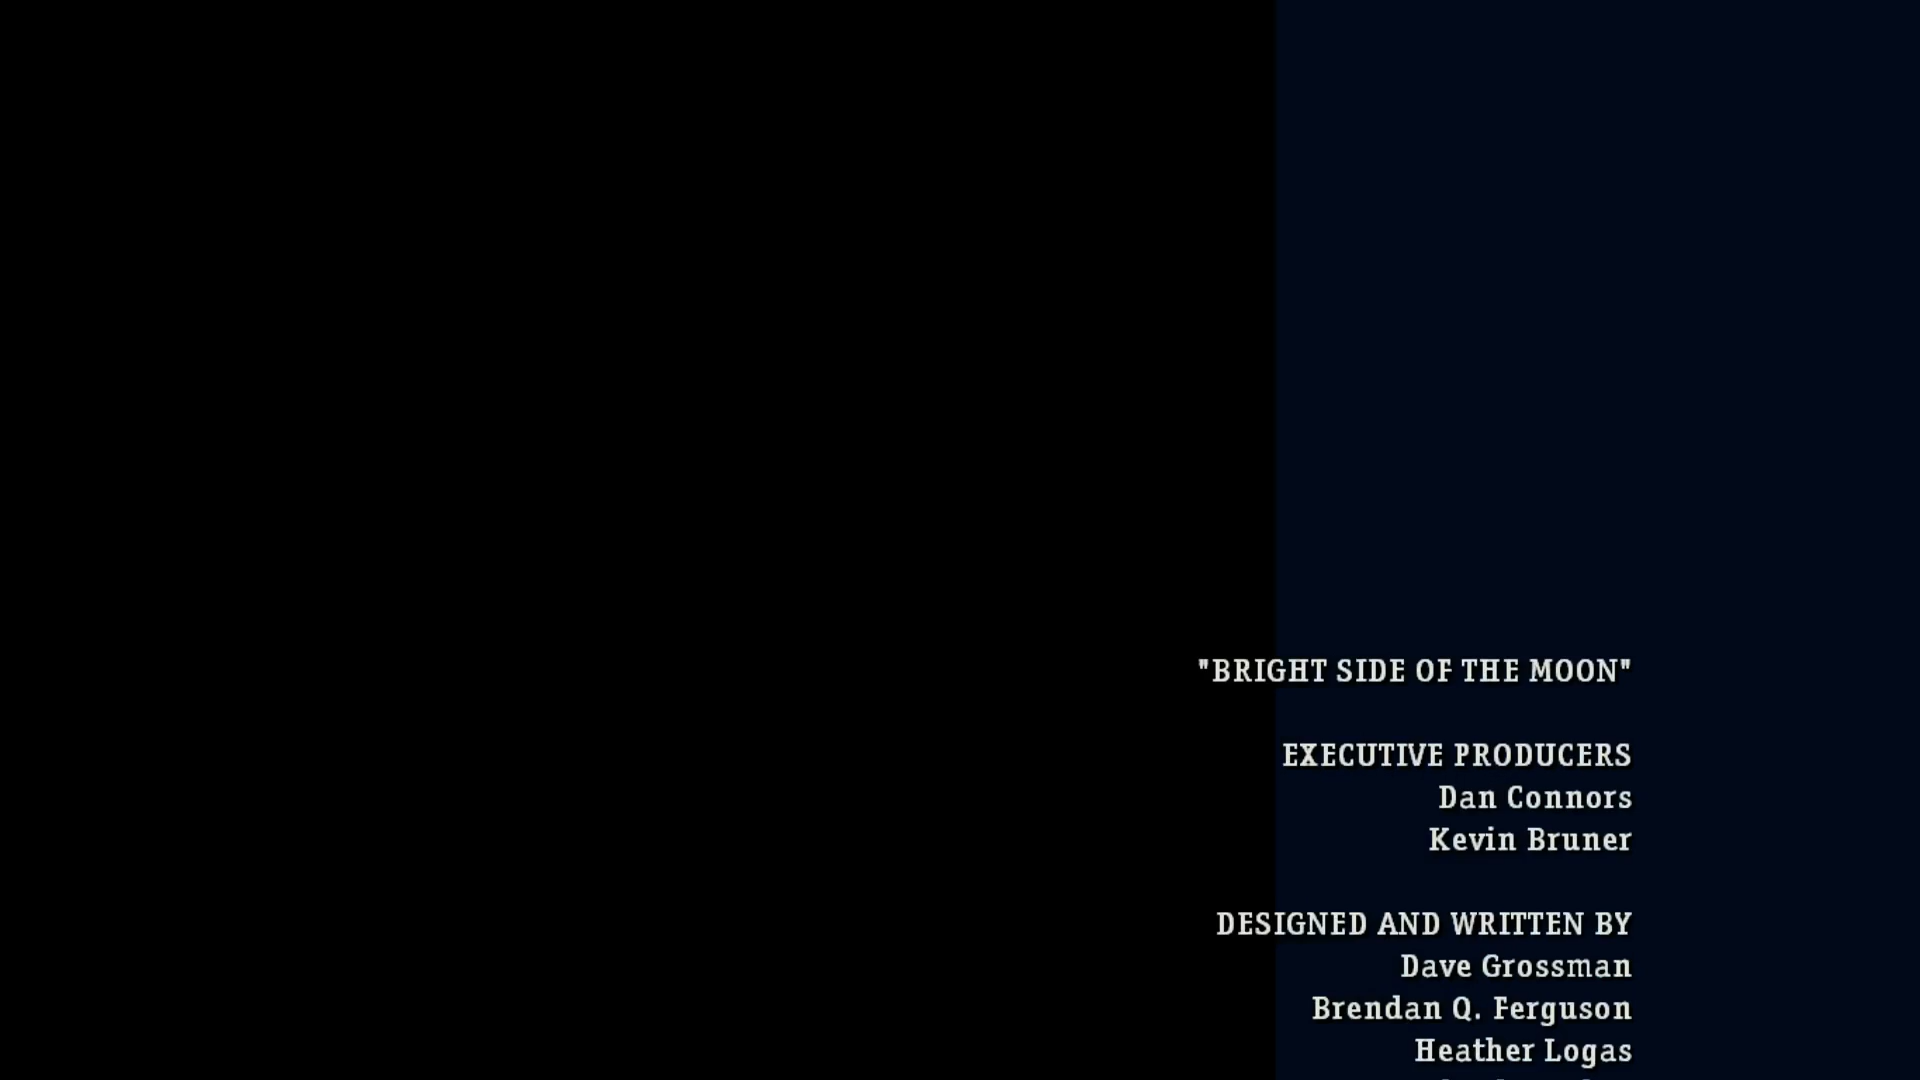 "BRIGHT SIDE OF THE MOON"
EXECUTIVE PRODUCERS
Dan Connors
Kevin Bruner
DESIGNED AND WRITTEN BY
Dave Grossman
Brendan Q. Ferguson
Heather Logas